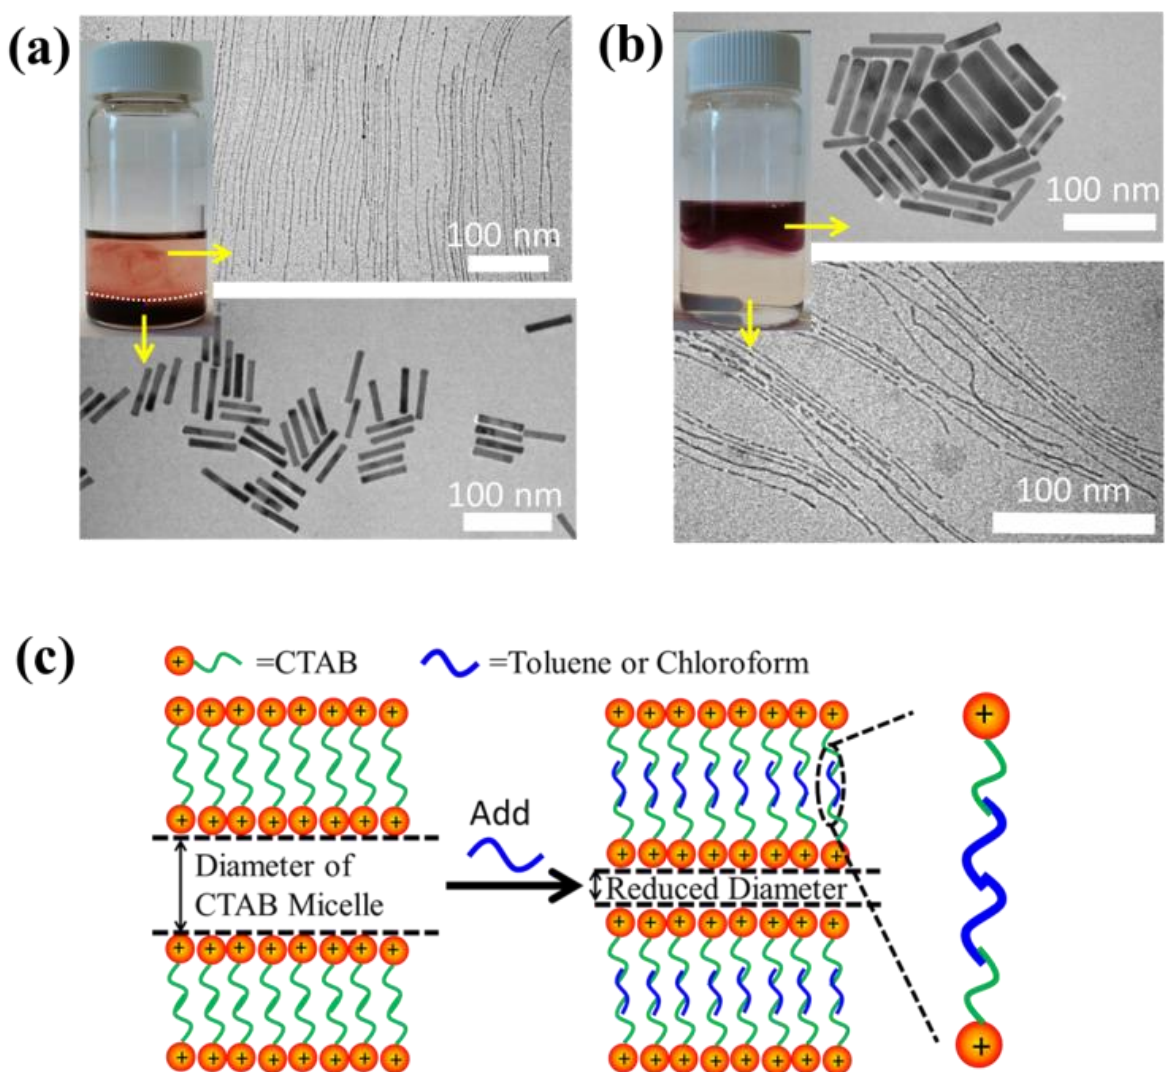 (a)
(b)
100 nm
100 nm
100 nm
100 nm
(c)
+ =CTAB
=Toluene or Chloroform
+ + + + + + + +
+ + + + + + + +
+
+ + + + + + + +
Add
+ + + + + + + +
Diameter of
CTAB Micelle
Reduced Diameter
+ + + + + + + +
+ + + + + + + +
+
+ + + + + + + +
+ + + + + + + +